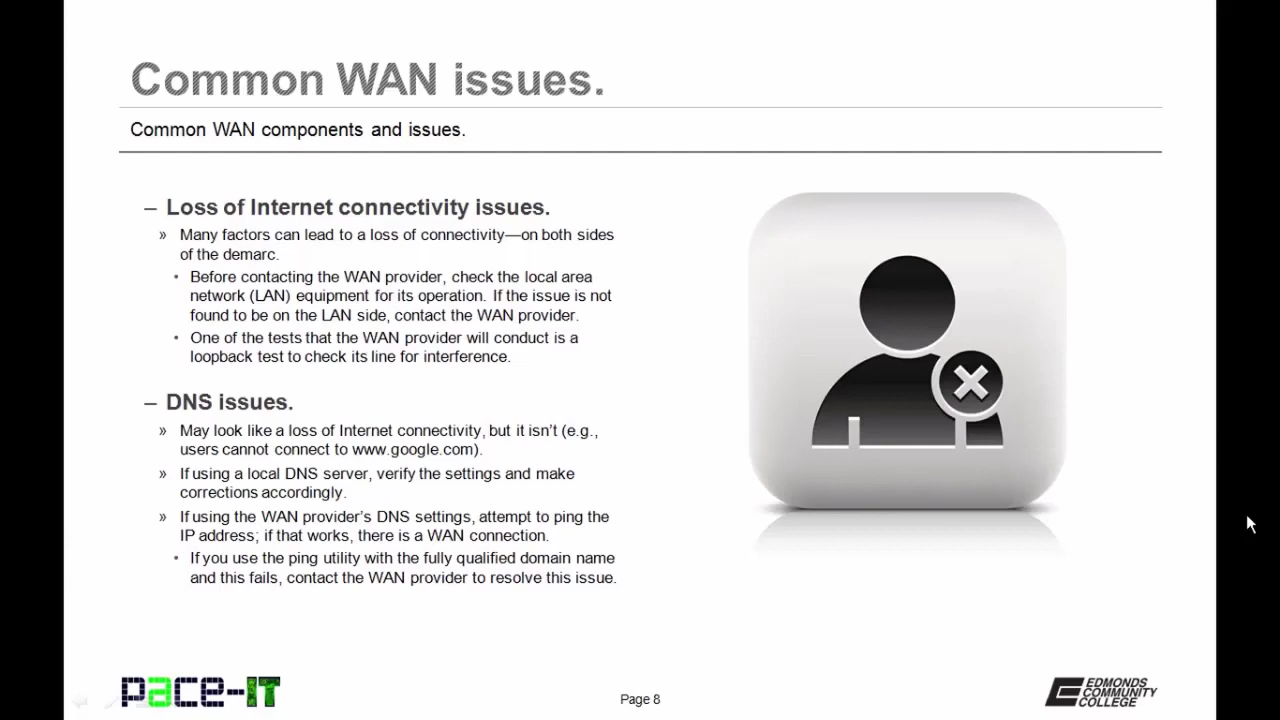 Common WAN issues.
Common WAN components and issues.
– Loss of Internet connectivity issues.
» Many factors can lead to a loss of connectivity—on both sides
of the demarc.
• Before contacting the WAN provider, check the local area
network (LAN) equipment for its operation. If the issue is not
found to be on the LAN side, contact the WAN provider.
• One of the tests that the WAN provider will conduct is a
loopback test to check its line for interference.
– DNS issues.
» May look like a loss of Internet connectivity, but it isn't (e.g.,
users cannot connect to www.google.com).
» If using a local DNS server, verify the settings and make
corrections accordingly.
» If using the WAN provider's DNS settings, attempt to ping the
IP address; if that works, there is a WAN connection.
• If you use the ping utility with the fully qualified domain name
and this fails, contact the WAN provider to resolve this issue.
pace-IT
Page 8
EDMONDS
COMMUNITY
COLLEGE